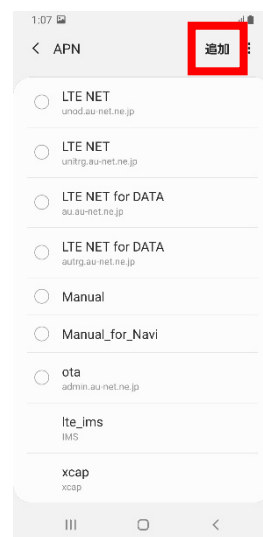 1:07
APN
追加
LTE NET
unod.au-net.ne.jp
LTE NET
unitrg.au-net.ne.jp
LTE NET for DATA
au.au-net.ne.jp
LTE NET for DATA
autrg.au-net.ne.jp
Manual
Manual_for_Navi
ota
admin.au-net.ne.jp
lte_ims
IMS
xcap
xcap